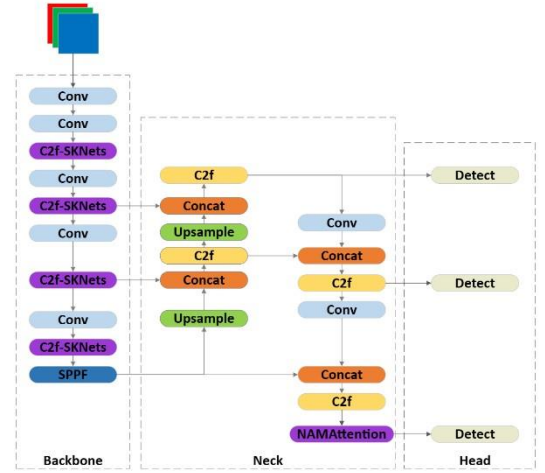 Conv
Conv
C2f-SKNets
Conv
C2f-SKNets
Conv
C2f-SKNets
Conv
C2f-SKNets
SPPF
Backbone
C2f
Concat
Upsample
C2f
Concat
Upsample
Conv
Concat
C2f
Conv
Concat
C2f
NAMAttention
Neck
Detect
Detect
Detect
Head